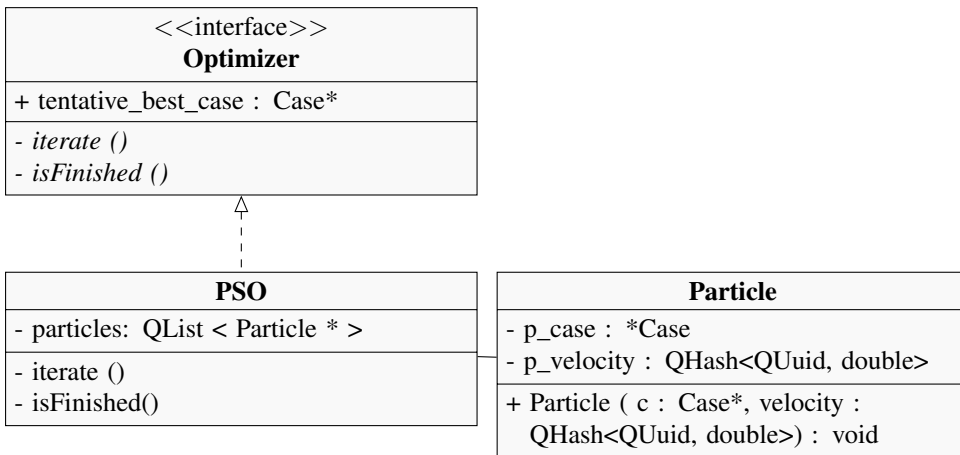 <<interface>>
Optimizer
+ tentative_best_case : Case*
- iterate ()
- isFinished ()
PSO
- particles: QList < Particle * >
- iterate ()
- isFinished()
Particle
- p_case : *Case
- p_velocity : QHash<QUuid, double>
+ Particle ( c : Case*, velocity :
QHash<QUuid, double>) : void